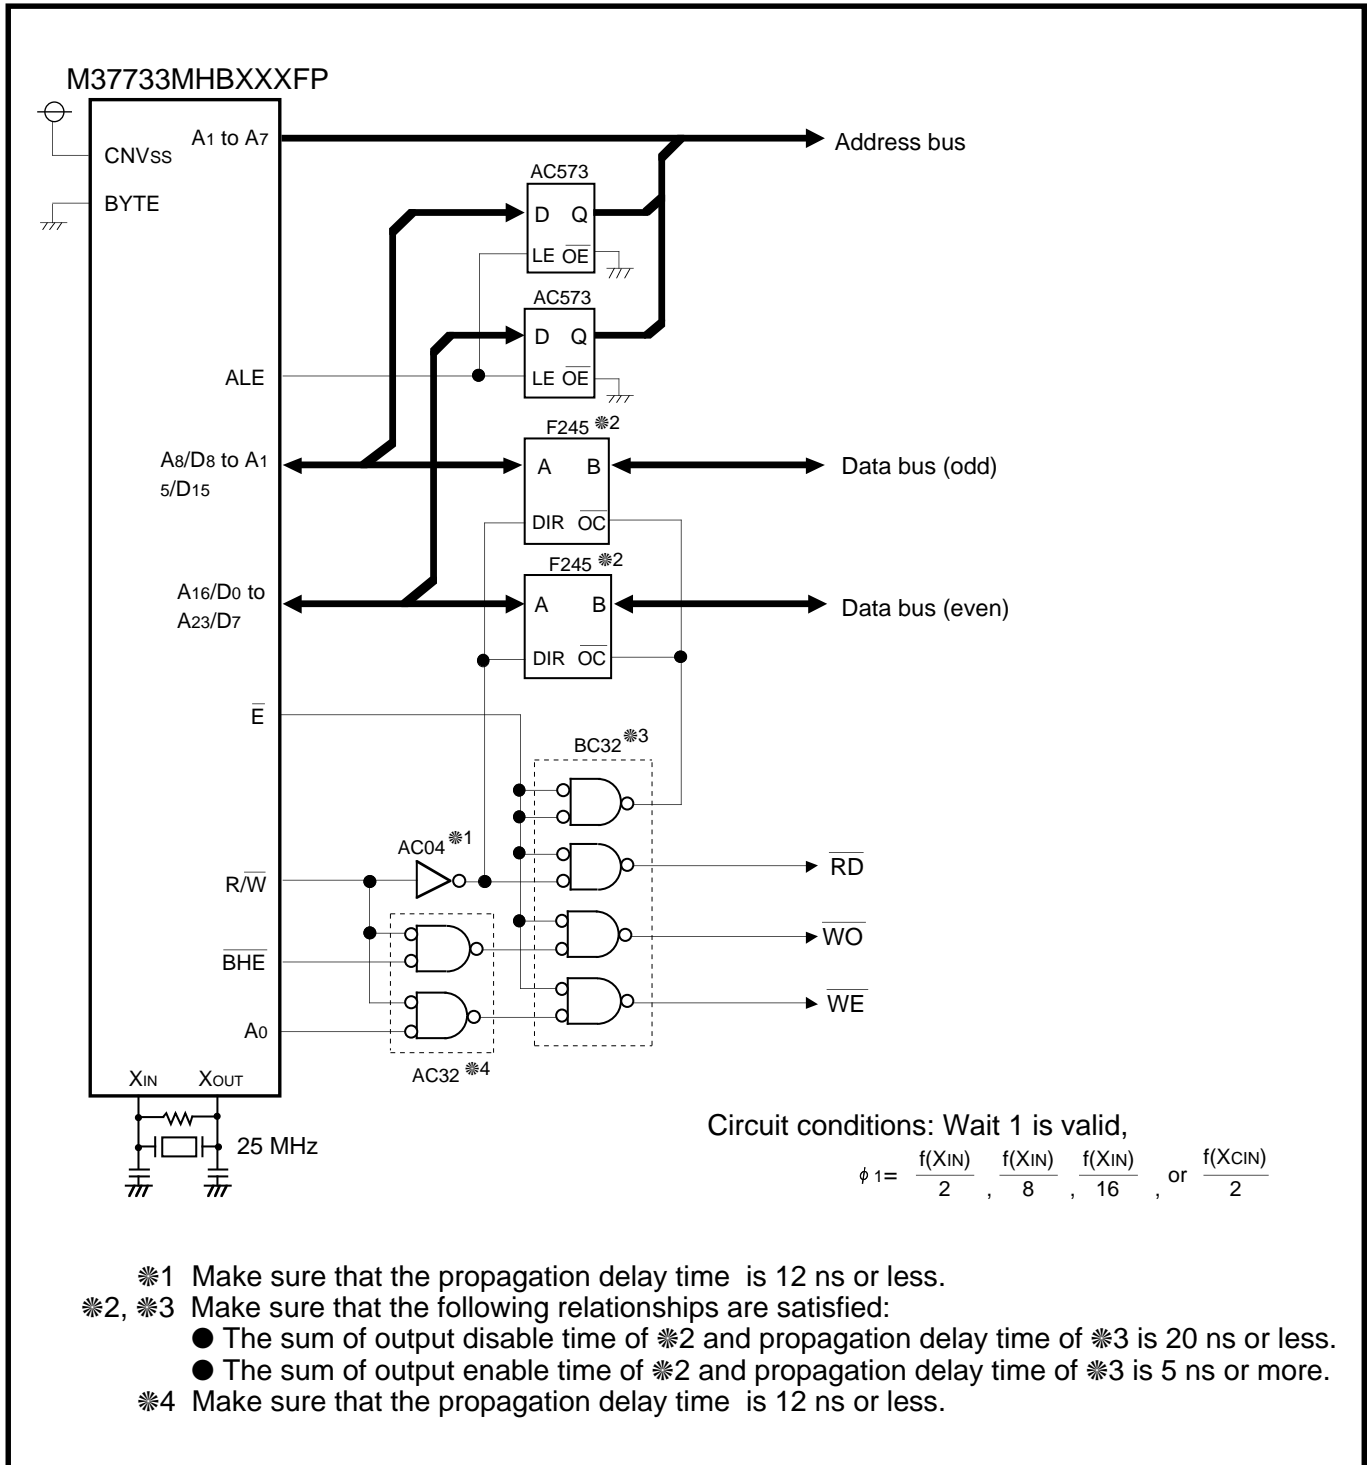 M37733MHBXXXFP
CNVSS
BYTE
A1 to A7
Address bus
AC573
D Q
LE OE
AC573
D Q
LE OE
ALE
F245 ※2
A8/D8 to A1
5/D15
A B
Data bus (odd)
DIR OC
F245 ※2
A16/D0 to
A23/D7
A B
Data bus (even)
DIR OC
E
BC32 ※3
AC04 ※1
R/W
RD
BHE
WO
A0
WE
AC32 ※4
XIN XOUT
25 MHz
Circuit conditions: Wait 1 is valid,
ϕ 1= f(XIN)/2 , f(XIN)/8 , f(XIN)/16 , or f(XCIN)/2
※1 Make sure that the propagation delay time is 12 ns or less.
※2, ※3 Make sure that the following relationships are satisfied:
● The sum of output disable time of ※2 and propagation delay time of ※3 is 20 ns or less.
● The sum of output enable time of ※2 and propagation delay time of ※3 is 5 ns or more.
※4 Make sure that the propagation delay time is 12 ns or less.